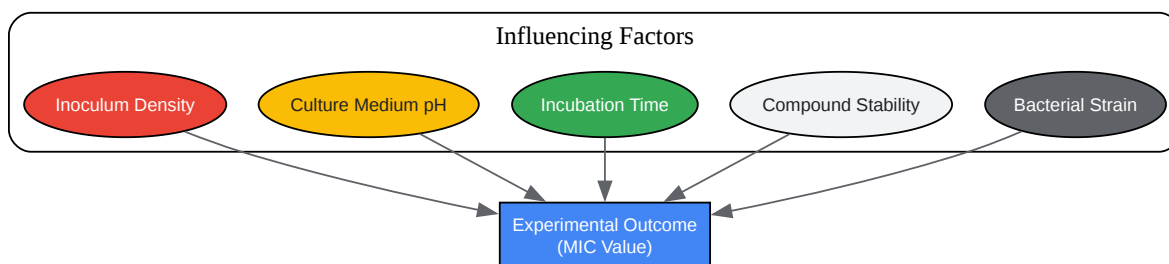 Influencing Factors
Inoculum Density
Culture Medium pH
Incubation Time
Compound Stability
Bacterial Strain
Experimental Outcome
(MIC Value)